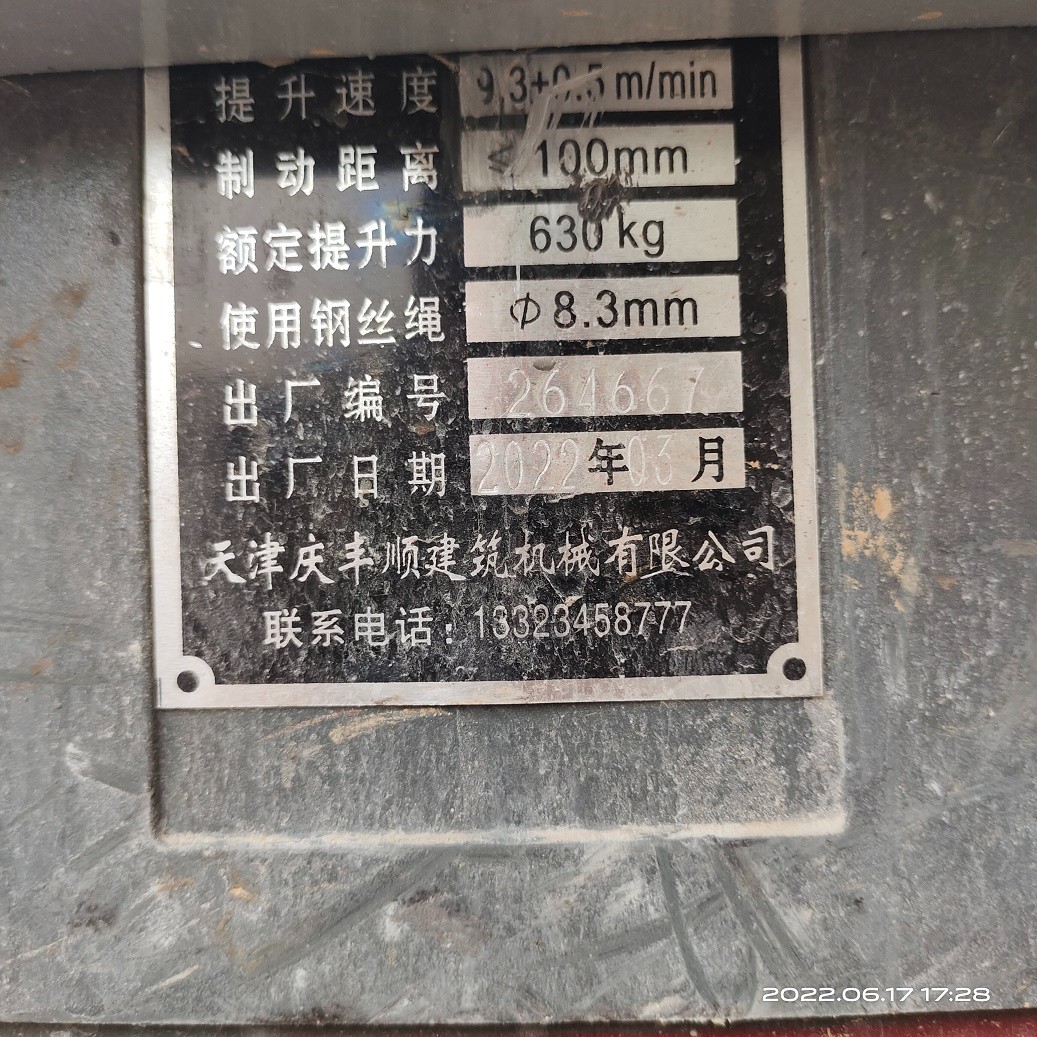 提升速度 9.3±0.5m/min
制动距离 ≤100mm
额定提升力 630kg
使用钢丝绳 Φ8.3mm
出厂编号 264667
出厂日期 2022年03月
天津庆丰顺建筑机械有限公司
联系电话：13323458777
2022.06.17 17:28